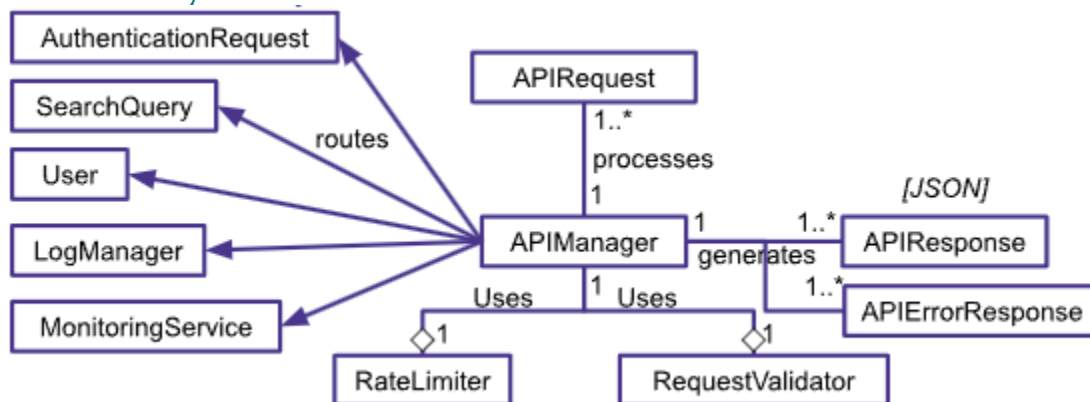 AuthenticationRequest
APIRequest
SearchQuery
1..*
routes
processes
User
1
[JSON]
1
1..*
APIManager
APIResponse
LogManager
generates
1
1..*
Uses
Uses
APIErrorResponse
MonitoringService
1
1
RateLimiter
RequestValidator